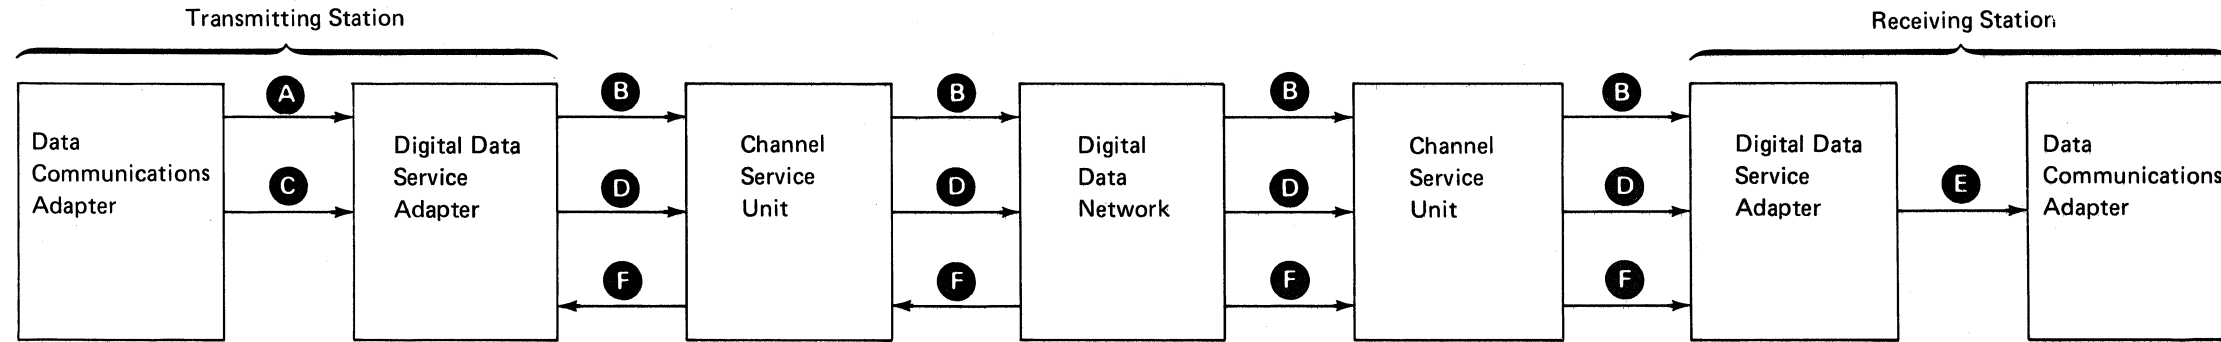 Transmitting Station
Receiving Station
A
B
B
B
B
Data
Communications
Adapter
Digital Data
Service
Adapter
Channel
Service
Unit
Digital
Data
Network
Channel
Service
Unit
Digital Data
Service
Adapter
Data
Communications
Adapter
C
D
D
D
D
E
F
F
F
F